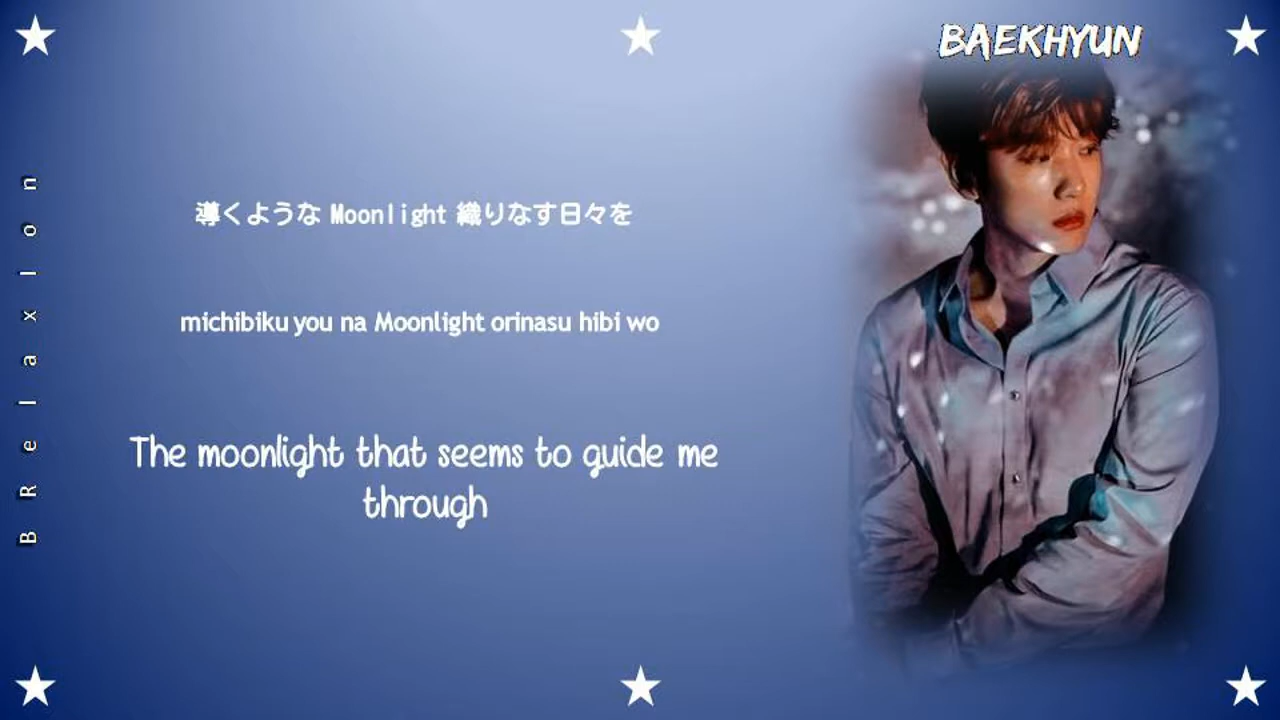 BAEKHYUN
導くような Moonlight 織りなす日々を
michibiku you na Moonlight orinasu hibi wo
The moonlight that seems to guide me
through
BRelaxIon